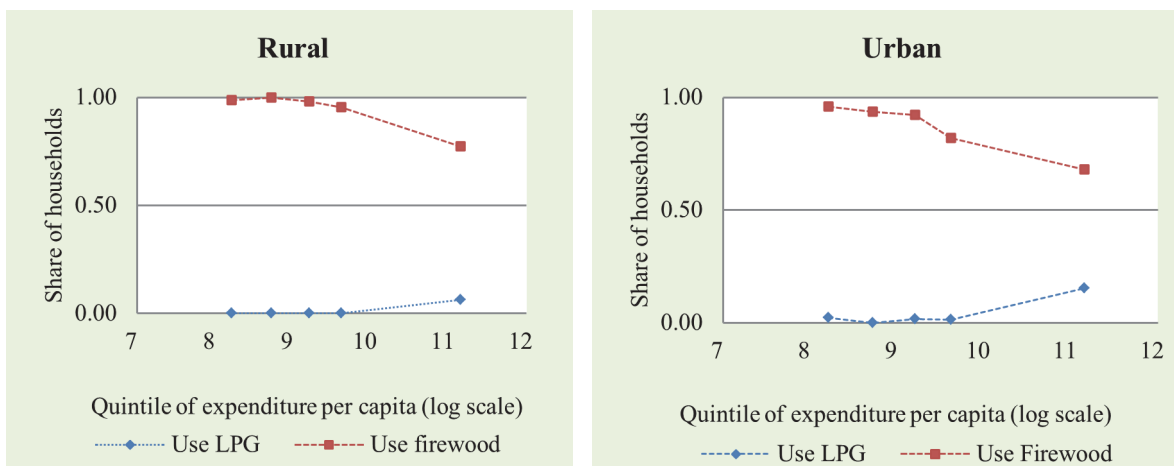 Rural
Share of households
1.00
0.50
0.00
7 8 9 10 11 12
Quintile of expenditure per capita (log scale)
Use LPG Use firewood
Urban
Share of households
1.00
0.50
0.00
7 8 9 10 11 12
Quintile of expenditure per capita (log scale)
Use LPG Use Firewood